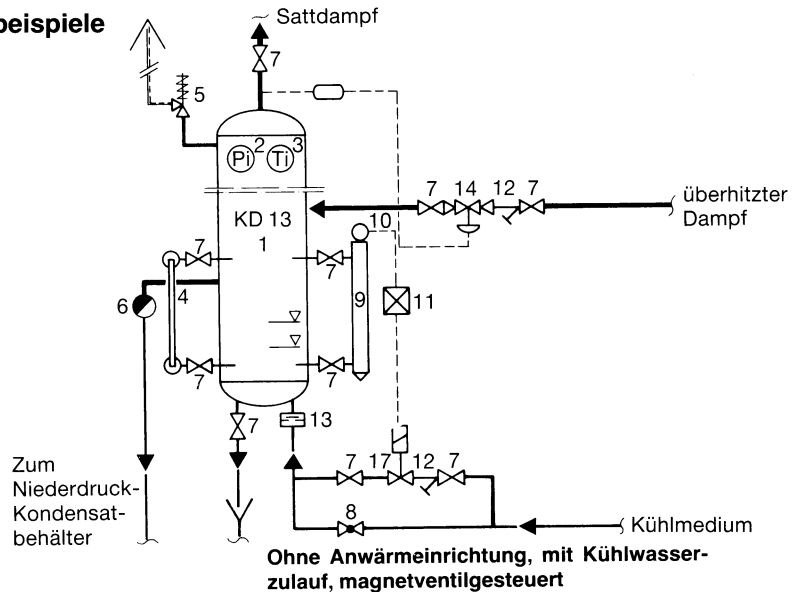 beispiele
Sattdampf
7
5
2 3
Pi Ti
7 14 12 7
überhitzter
Dampf
KD 13
1
10
7
7
6
4
9
11
7
7
7
13
Zum
Niederdruck-
Kondensat-
behälter
7 17 12 7
8
Kühlmedium
Ohne Anwärmeinrichtung, mit Kühlwasser-
zulauf, magnetventilgesteuert